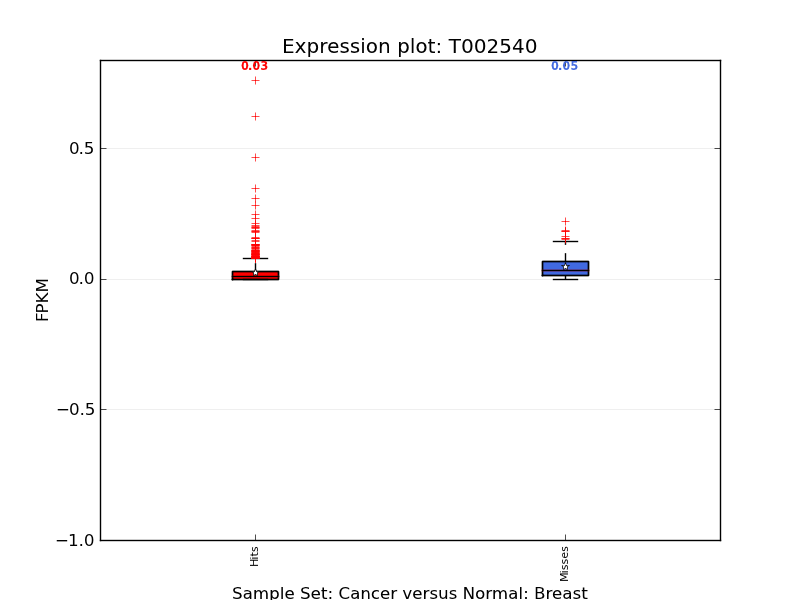 Expression plot: T002540
0.03
0.05
0.5
0.0
−0.5
−1.0
FPKM
Hits
Misses
Sample Set: Cancer versus Normal: Breast